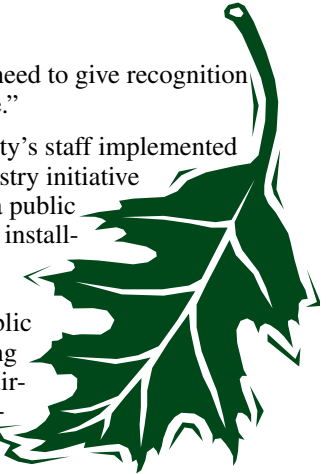 need to give recognition
.”
ty’s staff implemented
stry initiative
public
install-
blic
ng
ir-
-